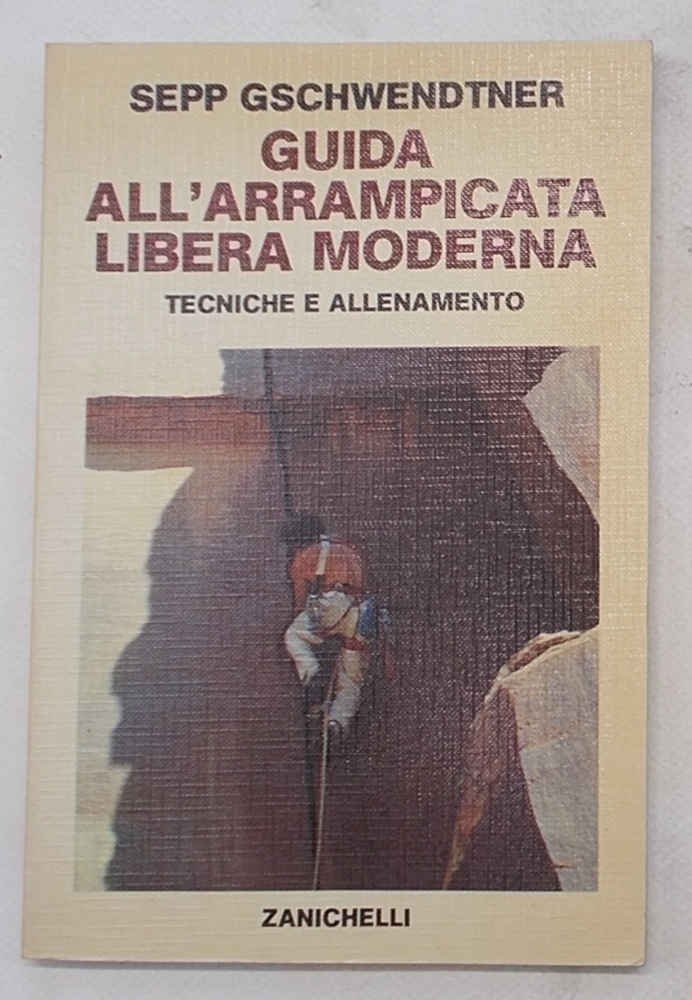 SEPP GSCHWENDTNER
GUIDA
ALL'ARRAMPICATA
LIBERA MODERNA
TECNICHE E ALLENAMENTO
ZANICHELLI